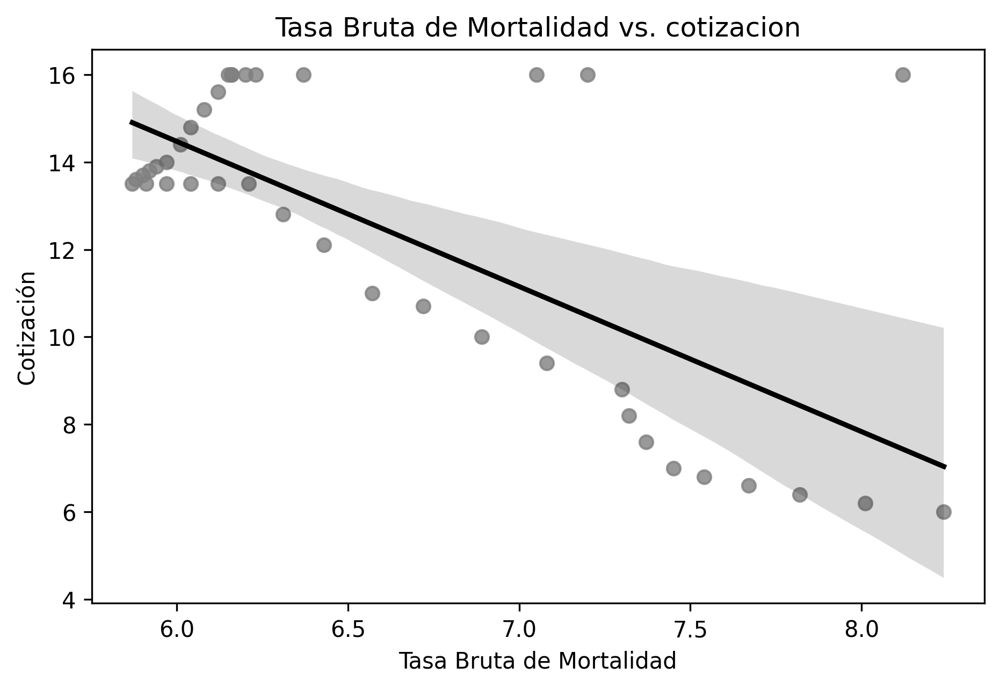 Tasa Bruta de Mortalidad vs. cotizacion
16
14
12
10
8
6
4
Cotización
6.0 6.5 7.0 7.5 8.0
Tasa Bruta de Mortalidad